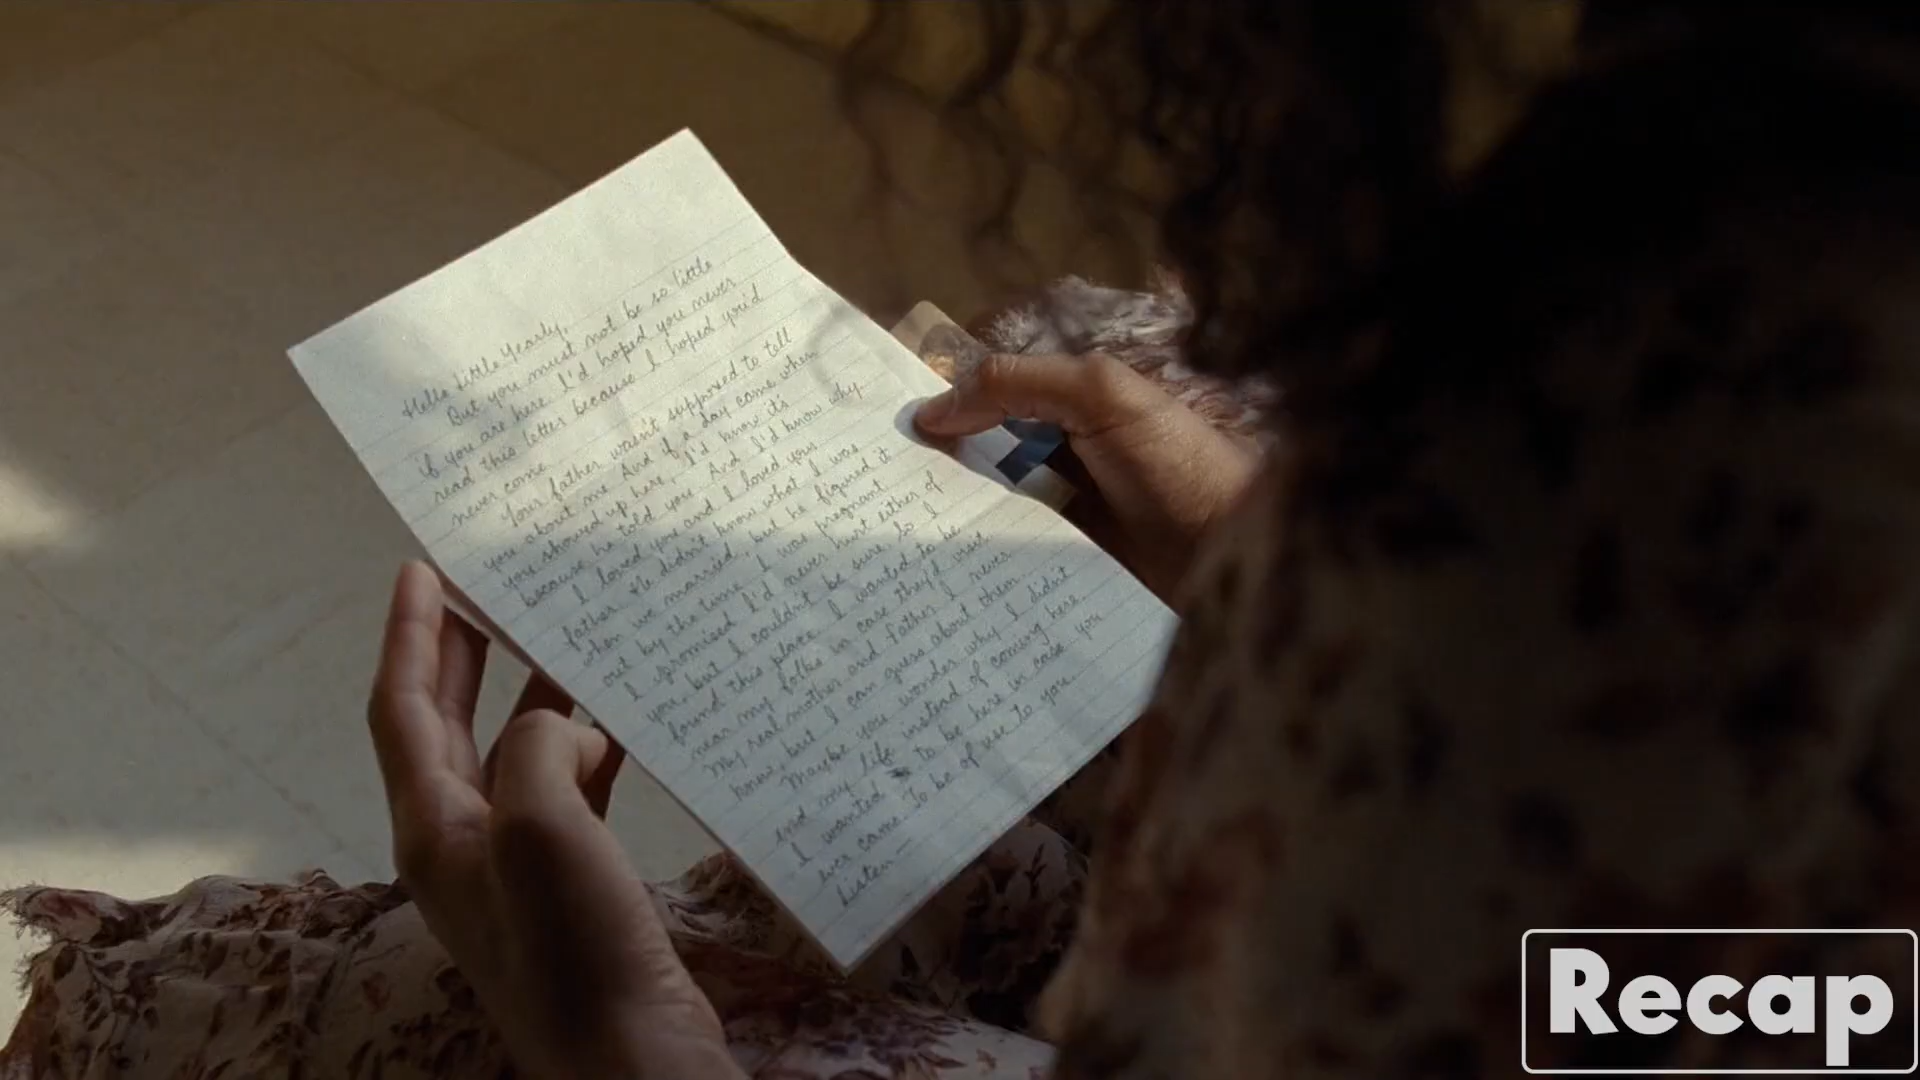 Hello Little Yearly,
But you must not be so little
if you are here. I'd hoped you never
read this letter because I hoped you'd
never come.
Your father wasn't supposed to tell
you about me. And if a day came when
you showed up here, I'd know it's
because he told you. And I'd know why.
I loved you and I loved your
father. He didn't know what I was
when we married, but he figured it
out by the time I was pregnant.
I promised I'd never hurt either of
you, but I couldn't be sure. So I
found this place. I wanted to be
near my folks in case they'd visit.
My real mother and father I never
knew, but I can guess about them.
Maybe you wonder why I didn't
end my life instead of coming here.
I wanted to be here in case you
ever came. To be of use to you.
Listen—
Recap